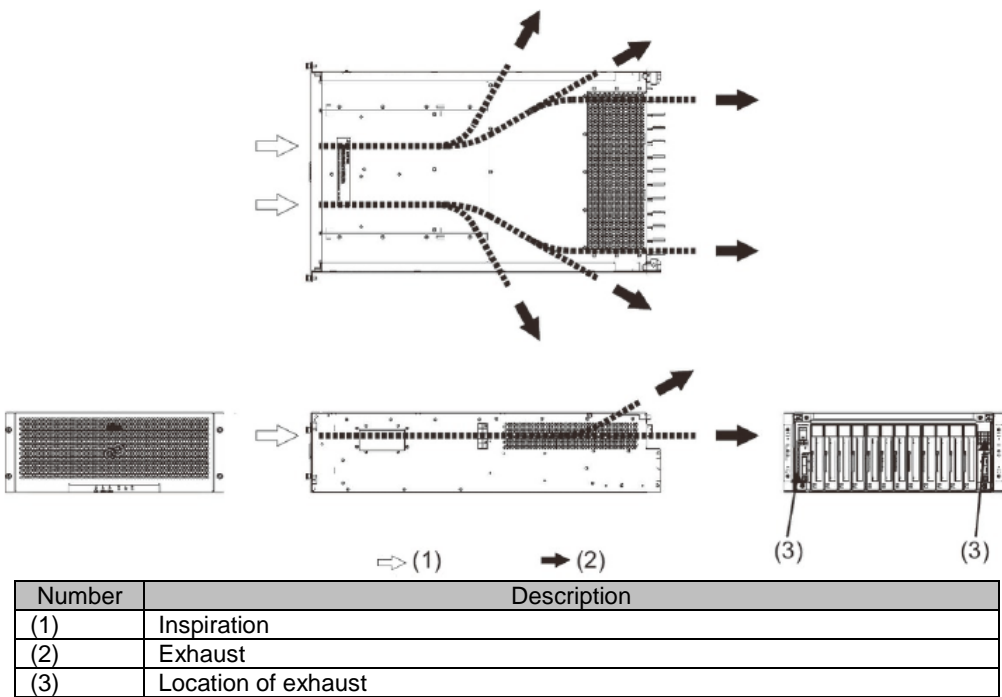 (3) (3)
(1) (2)
Number Description
(1) Inspiration
(2) Exhaust
(3) Location of exhaust